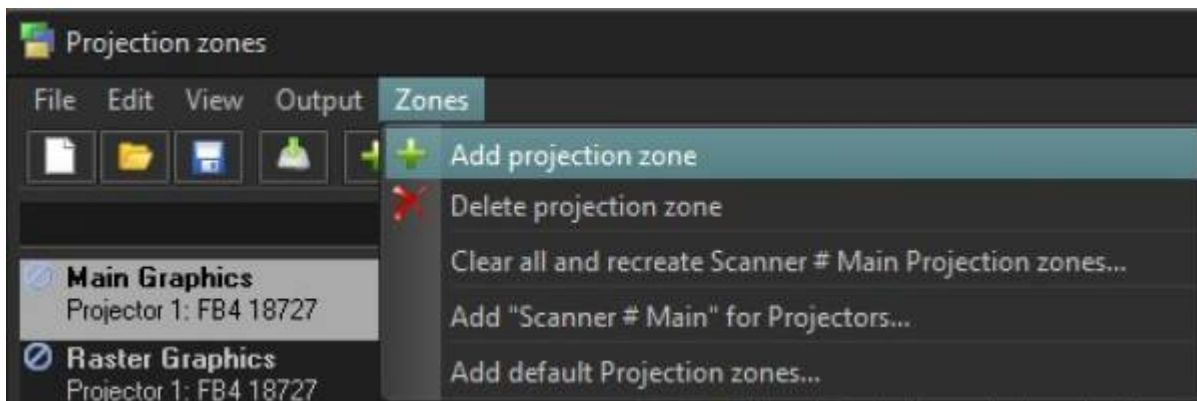 Projection zones
File Edit View Output Zones
Add projection zone
Delete projection zone
Clear all and recreate Scanner # Main Projection zones...
Add "Scanner # Main" for Projectors...
Add default Projection zones...
Main Graphics
Projector 1: FB4 18727
Raster Graphics
Projector 1: FB4 18727